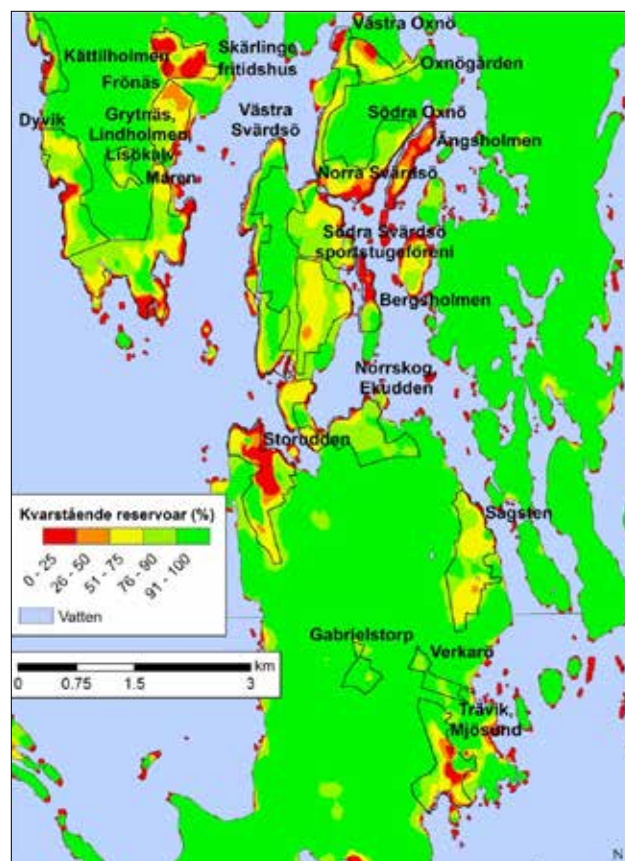 Västra Oxnö
Kättilholmen
Skärlinge
fritidshus
Oxnögården
Frönäs
Grytnäs,
Lindholmen,
Lisökalv
Västra
Svärdsö
Södra Oxnö
Dyvik
Ängsholmen
Maren
Norra Svärdsö
Södra Svärdsö
sportstugeföreni
Bergsholmen
Norrskog,
Ekudden
Storudden
Kvarstående reservoar (%)
0 - 25
26 - 50
51 - 75
76 - 90
91 - 100
Vatten
Sågsten
Gabrielstorp
Verkarö
km
0 0.75 1.5 3
Trävik,
Mjösund
N